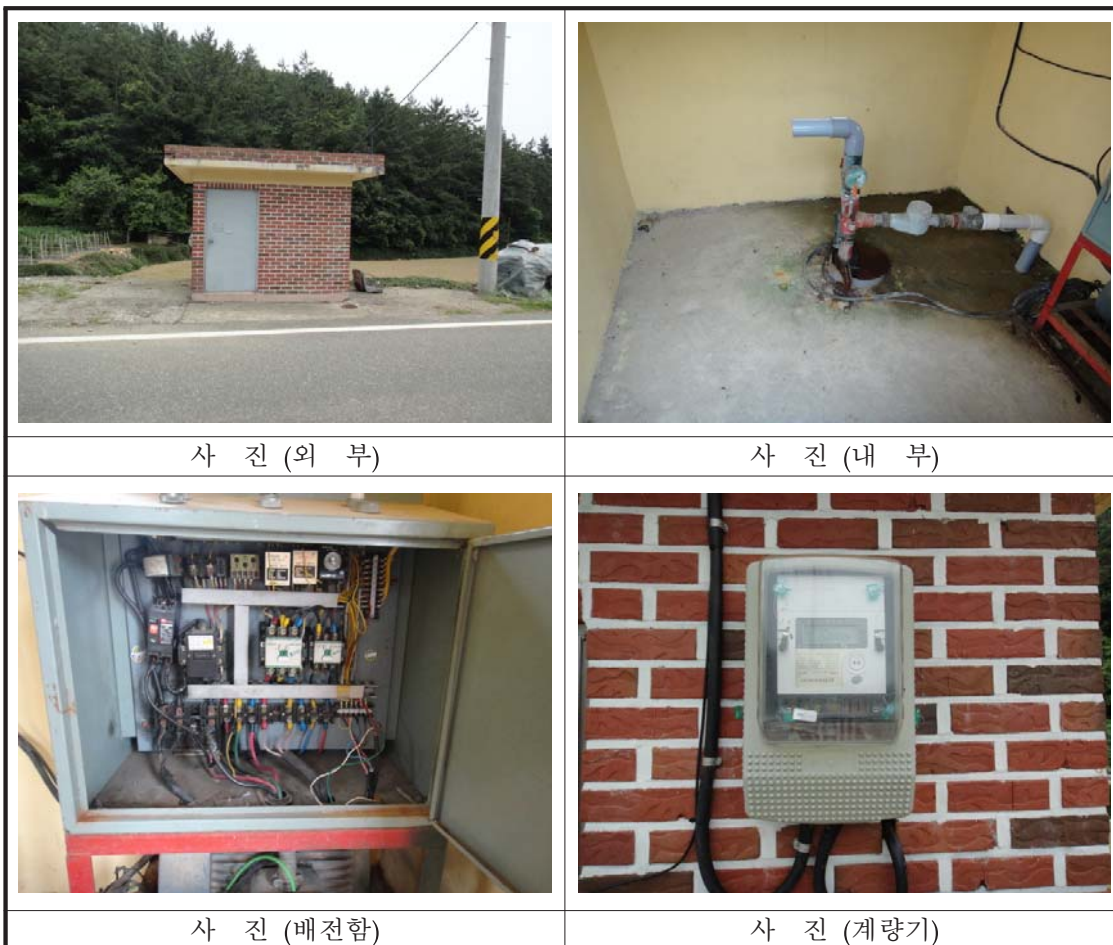 사 진 (외 부)
사 진 (내 부)
사 진 (배전함)
사 진 (계량기)